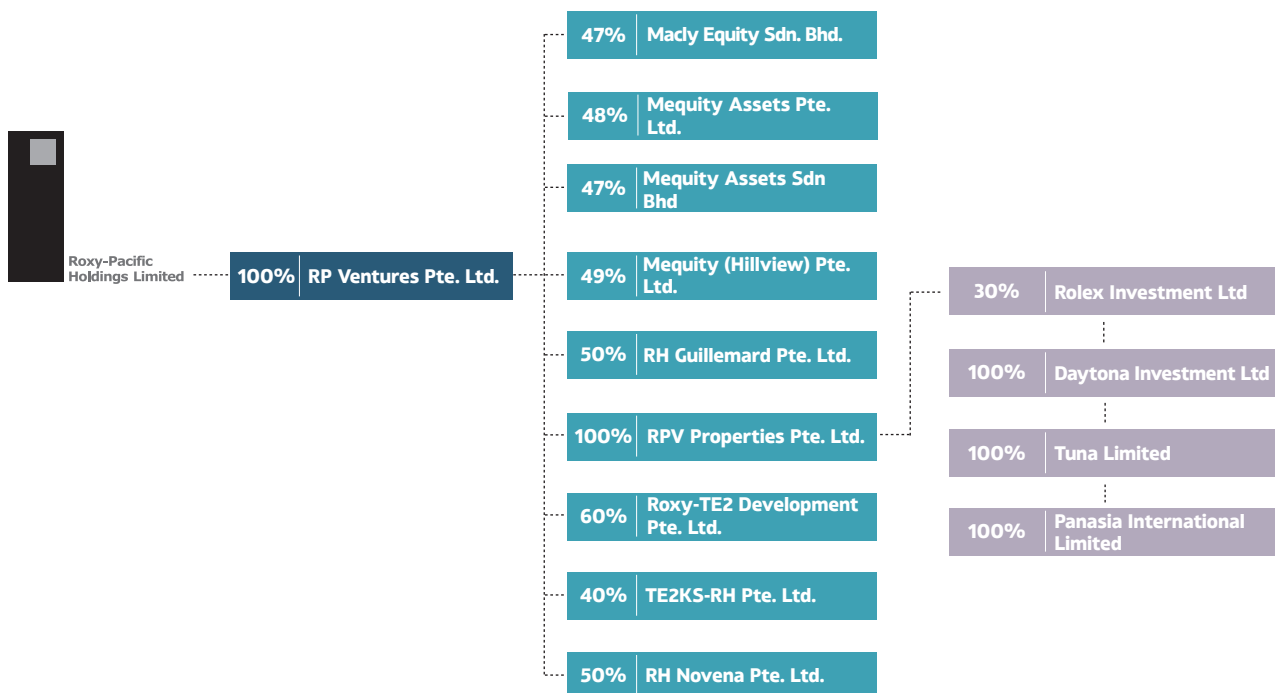 Roxy-Pacific
Holdings Limited
100% RP Ventures Pte. Ltd.
47% Macly Equity Sdn. Bhd.
48% Mequity Assets Pte.
Ltd.
47% Mequity Assets Sdn
Bhd
49% Mequity (Hillview) Pte.
Ltd.
50% RH Guillemard Pte. Ltd.
100% RPV Properties Pte. Ltd.
60% Roxy-TE2 Development
Pte. Ltd.
40% TE2KS-RH Pte. Ltd.
50% RH Novena Pte. Ltd.
30% Rolex Investment Ltd
100% Daytona Investment Ltd
100% Tuna Limited
100% Panasia International
Limited